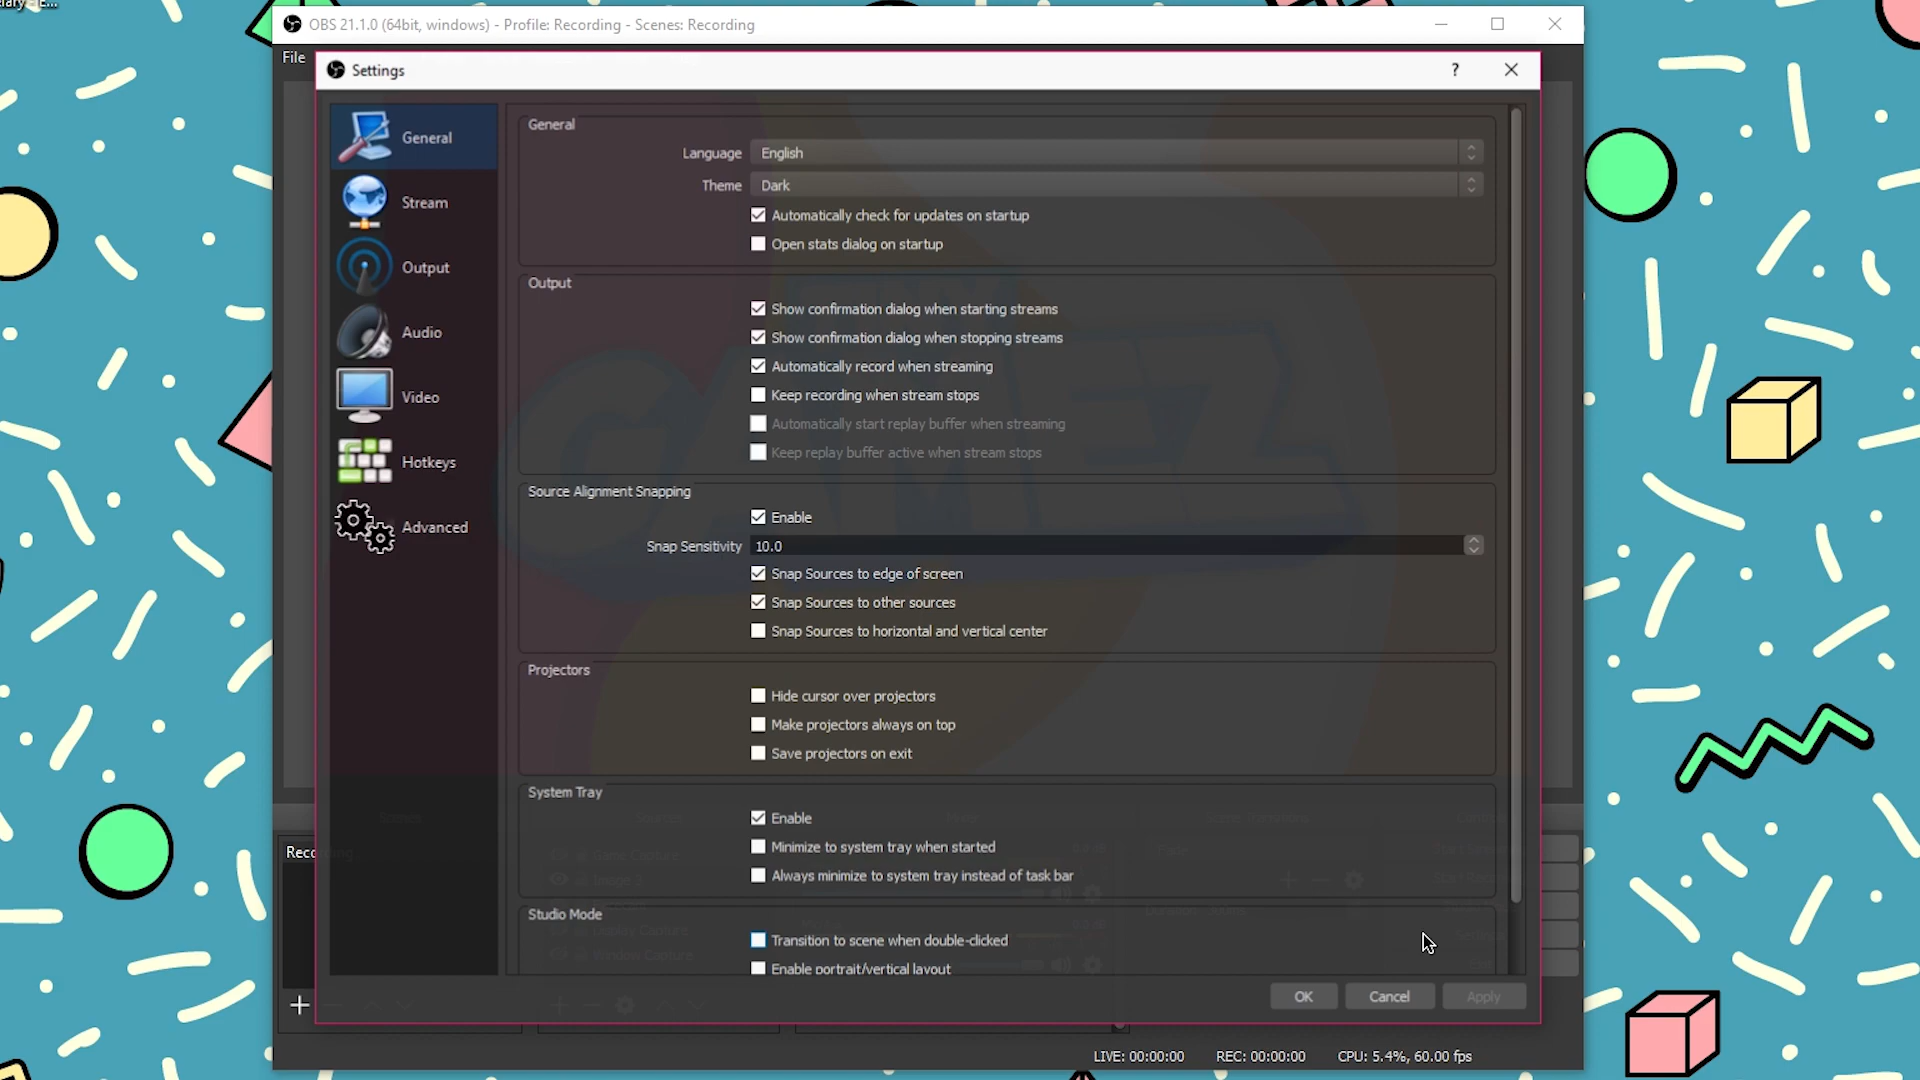 OBS 21.1.0 (64bit, windows) - Profile: Recording - Scenes: Recording
File
Settings
?
General
Stream
Output
Audio
Video
Hotkeys
Advanced
General
Language English
Theme Dark
Automatically check for updates on startup
Open stats dialog on startup
Output
Show confirmation dialog when starting streams
Show confirmation dialog when stopping streams
Automatically record when streaming
Keep recording when stream stops
Automatically start replay buffer when streaming
Keep replay buffer active when stream stops
Source Alignment Snapping
Enable
Snap Sensitivity 10.0
Snap Sources to edge of screen
Snap Sources to other sources
Snap Sources to horizontal and vertical center
Projectors
Hide cursor over projectors
Make projectors always on top
Save projectors on exit
System Tray
Enable
Minimize to system tray when started
Always minimize to system tray instead of task bar
Studio Mode
Transition to scene when double-clicked
Enable portrait/vertical layout
Recording
Display Capture
Window Capture
OK Cancel Apply
LIVE: 00:00:00 REC: 00:00:00 CPU: 5.4%, 60.00 fps